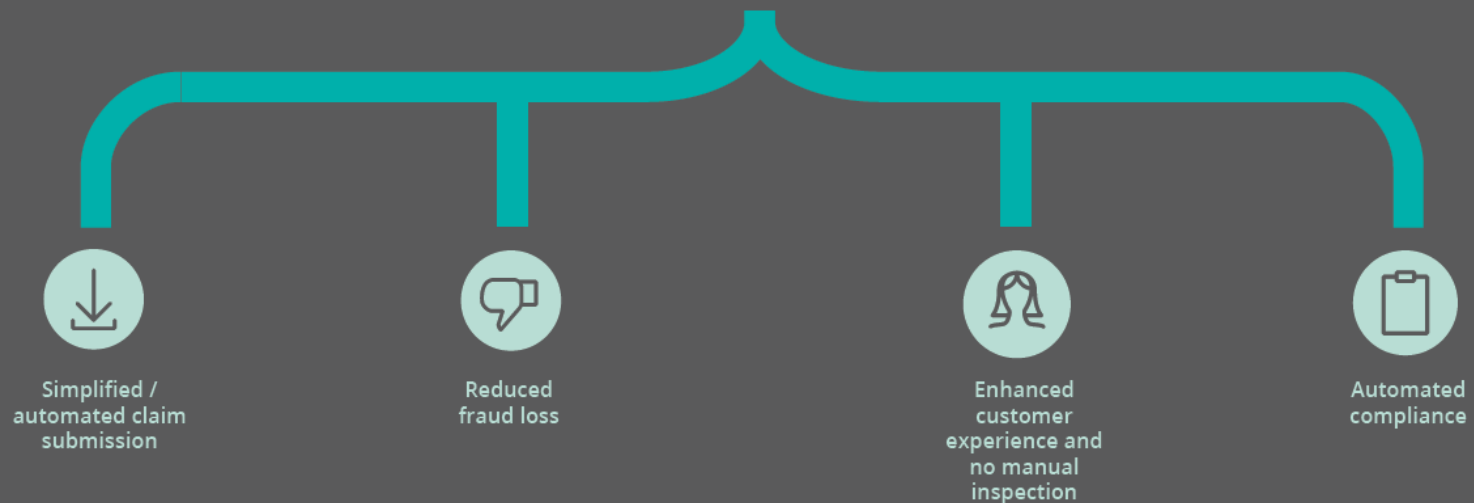 Simplified /
automated claim
submission
Reduced
fraud loss
Enhanced
customer
experience and
no manual
inspection
Automated
compliance